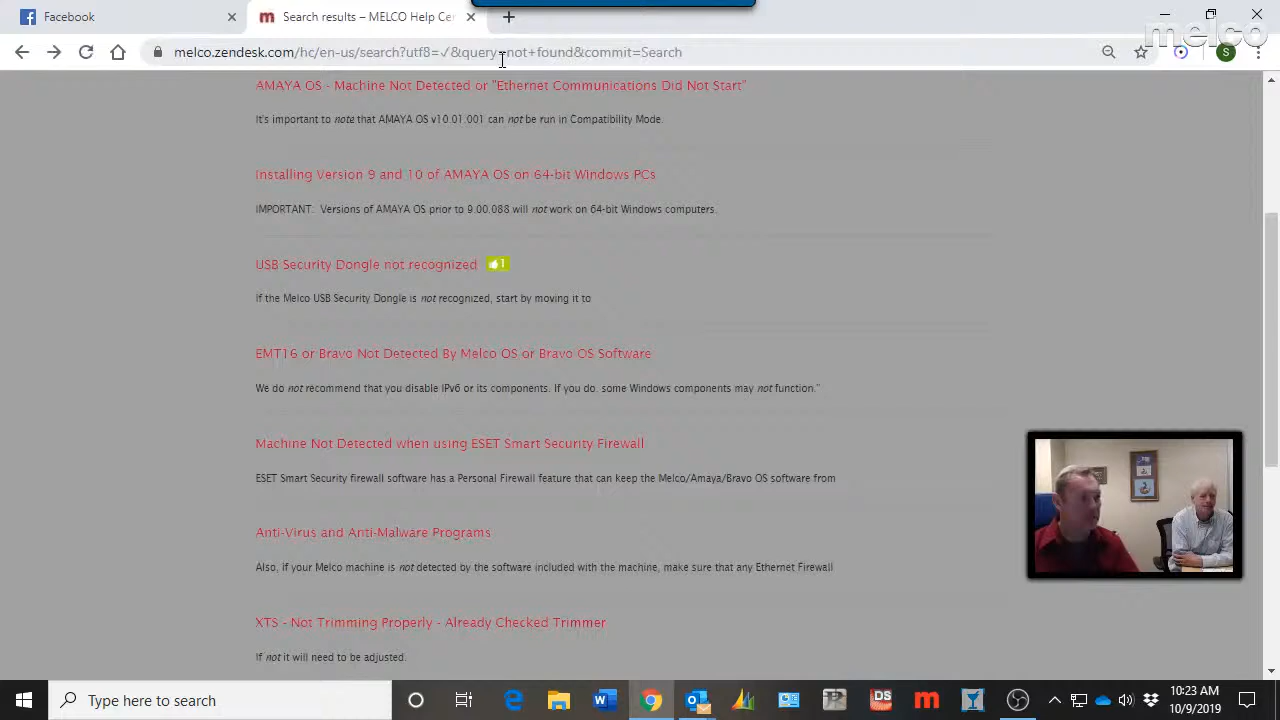 Facebook
Search results – MELCO Help Cer
melco
melco.zendesk.com/hc/en-us/search?utf8=✓&query=not+found&commit=Search
S
AMAYA OS - Machine Not Detected or "Ethernet Communications Did Not Start"
It's important to note that AMAYA OS v10.01.001 can not be run in Compatibility Mode.
Installing Version 9 and 10 of AMAYA OS on 64-bit Windows PCs
IMPORTANT: Versions of AMAYA OS prior to 9.00.088 will not work on 64-bit Windows computers.
USB Security Dongle not recognized 1
If the Melco USB Security Dongle is not recognized, start by moving it to
EMT16 or Bravo Not Detected By Melco OS or Bravo OS Software
We do not recommend that you disable IPv6 or its components. If you do, some Windows components may not function."
Machine Not Detected when using ESET Smart Security Firewall
ESET Smart Security firewall software has a Personal Firewall feature that can keep the Melco/Amaya/Bravo OS software from
Anti-Virus and Anti-Malware Programs
Also, if your Melco machine is not detected by the software included with the machine, make sure that any Ethernet Firewall
XTS - Not Trimming Properly - Already Checked Trimmer
If not it will need to be adjusted.
Type here to search
DS
10:23 AM
10/9/2019